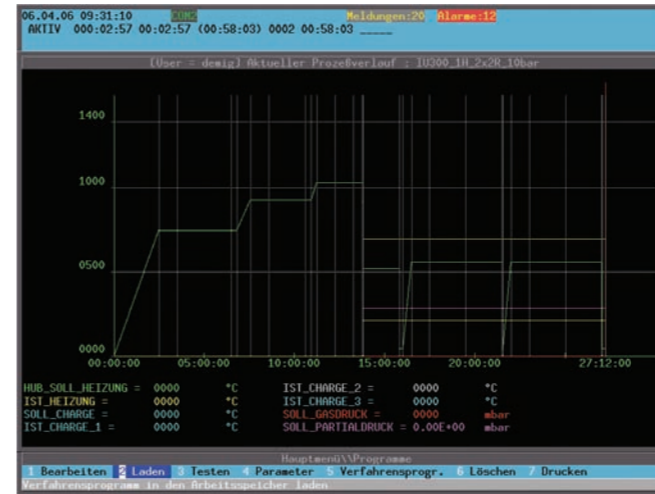 06.04.06 09:31:10 COM2 Meldungen:20 Alarme:12
AKTIV 000:02:57 00:02:57 (00:58:03) 0002 00:58:03 _____
(User = demig) Aktueller Prozeßverlauf : IU300_1H_2x2R_10bar
1400
1000
0500
0000
00:00:00 05:00:00 10:00:00 15:00:00 20:00:00 27:12:00
HUB_SOLL_HEIZUNG = 0000 °C IST_CHARGE_2 = 0000 °C
IST_HEIZUNG = 0000 °C IST_CHARGE_3 = 0000 °C
SOLL_CHARGE = 0000 °C SOLL_GASDRUCK = 0000 mbar
IST_CHARGE_1 = 0000 °C SOLL_PARTIALDRUCK = 0.00E+00 mbar
Hauptmenü\\Programme
1 Bearbeiten 2 Laden 3 Testen 4 Parameter 5 Verfahrensprogr. 6 Löschen 7 Drucken
Verfahrensprogramm in den Arbeitsspeicher laden